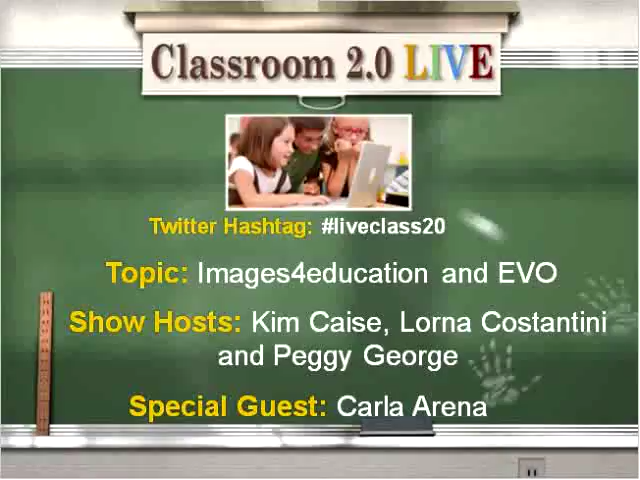 Classroom 2.0 LIVE
Twitter Hashtag: #liveclass20
Topic: Images4education and EVO
Show Hosts: Kim Caise, Lorna Costantini
and Peggy George
Special Guest: Carla Arena